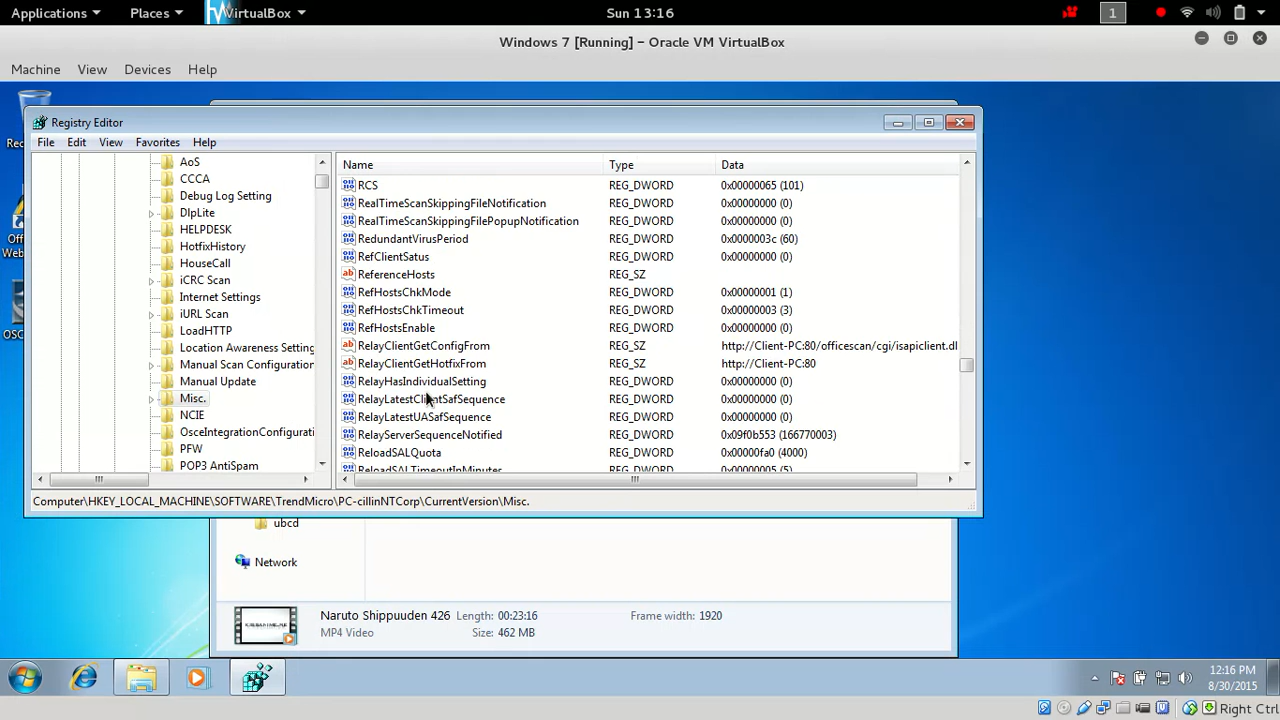 Applications Places VirtualBox Sun 13:16 1
Windows 7 [Running] – Oracle VM VirtualBox
Machine View Devices Help
Registry Editor
File Edit View Favorites Help
AoS
CCCA
Debug Log Setting
DlpLite
HELPDESK
HotfixHistory
HouseCall
iCRC Scan
Internet Settings
iURL Scan
LoadHTTP
Location Awareness Setting
Manual Scan Configuration
Manual Update
Misc.
NCIE
OsceIntegrationConfigurati
PFW
POP3 AntiSpam
Name Type Data
RCS REG_DWORD 0x00000065 (101)
RealTimeScanSkippingFileNotification REG_DWORD 0x00000000 (0)
RealTimeScanSkippingFilePopupNotification REG_DWORD 0x00000000 (0)
RedundantVirusPeriod REG_DWORD 0x0000003c (60)
RefClientSatus REG_DWORD 0x00000000 (0)
ReferenceHosts REG_SZ
RefHostsChkMode REG_DWORD 0x00000001 (1)
RefHostsChkTimeout REG_DWORD 0x00000003 (3)
RefHostsEnable REG_DWORD 0x00000000 (0)
RelayClientGetConfigFrom REG_SZ http://Client-PC:80/officescan/cgi/isapiclient.dl
RelayClientGetHotfixFrom REG_SZ http://Client-PC:80
RelayHasIndividualSetting REG_DWORD 0x00000000 (0)
RelayLatestClientSafSequence REG_DWORD 0x00000000 (0)
RelayLatestUASafSequence REG_DWORD 0x00000000 (0)
RelayServerSequenceNotified REG_DWORD 0x09f0b553 (166770003)
ReloadSALQuota REG_DWORD 0x00000fa0 (4000)
ReloadSALTimeoutInMinutes REG_DWORD 0x00000005 (5)
Computer\HKEY_LOCAL_MACHINE\SOFTWARE\TrendMicro\PC-cillinNTCorp\CurrentVersion\Misc.
ubcd
Network
Naruto Shippuuden 426 Length: 00:23:16 Frame width: 1920
MP4 Video Size: 462 MB
12:16 PM
8/30/2015
Right Ctrl